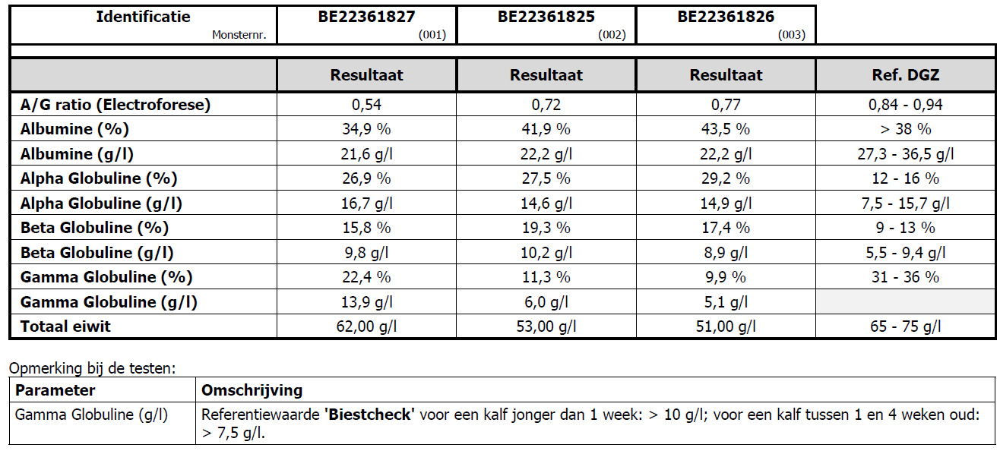 Identificatie BE22361827 BE22361825 BE22361826
Monsternr. (001) (002) (003)
Resultaat Resultaat Resultaat Ref. DGZ
A/G ratio (Electroforese) 0,54 0,72 0,77 0,84 - 0,94
Albumine (%) 34,9 % 41,9 % 43,5 % > 38 %
Albumine (g/l) 21,6 g/l 22,2 g/l 22,2 g/l 27,3 - 36,5 g/l
Alpha Globuline (%) 26,9 % 27,5 % 29,2 % 12 - 16 %
Alpha Globuline (g/l) 16,7 g/l 14,6 g/l 14,9 g/l 7,5 - 15,7 g/l
Beta Globuline (%) 15,8 % 19,3 % 17,4 % 9 - 13 %
Beta Globuline (g/l) 9,8 g/l 10,2 g/l 8,9 g/l 5,5 - 9,4 g/l
Gamma Globuline (%) 22,4 % 11,3 % 9,9 % 31 - 36 %
Gamma Globuline (g/l) 13,9 g/l 6,0 g/l 5,1 g/l
Totaal eiwit 62,00 g/l 53,00 g/l 51,00 g/l 65 - 75 g/l
Opmerking bij de testen:
Parameter Omschrijving
Gamma Globuline (g/l) Referentiewaarde 'Biestcheck' voor een kalf jonger dan 1 week: > 10 g/l; voor een kalf tussen 1 en 4 weken oud:
> 7,5 g/l.